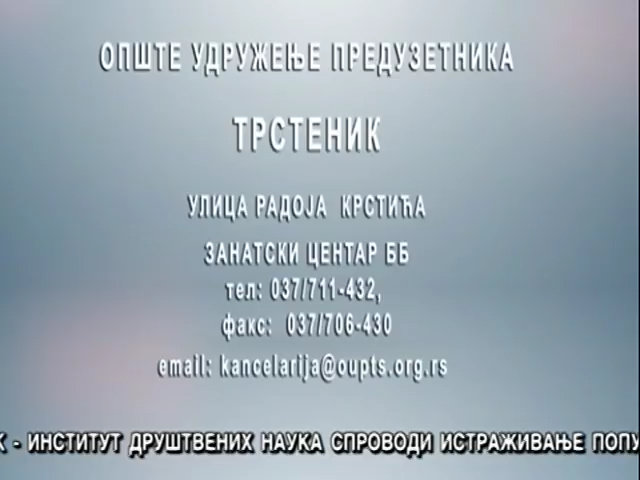 ОПШТЕ УДРУЖЕЊЕ ПРЕДУЗЕТНИКА
ТРСТЕНИК
УЛИЦА РАДОЈА КРСТИЋА
ЗАНАТСКИ ЦЕНТАР ББ
тел: 037/711-432,
факс: 037/706-430
email: kancelarija@oupts.org.rs
- ИНСТИТУТ ДРУШТВЕНИХ НАУКА СПРОВОДИ ИСТРАЖИВАЊЕ ПОПУ